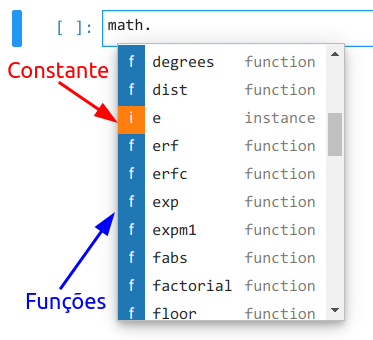 [ ]: math.
f degrees function
Constante
f dist function
i e instance
f erf function
f erfc function
f exp function
f expm1 function
f fabs function
Funções
f factorial function
f floor function